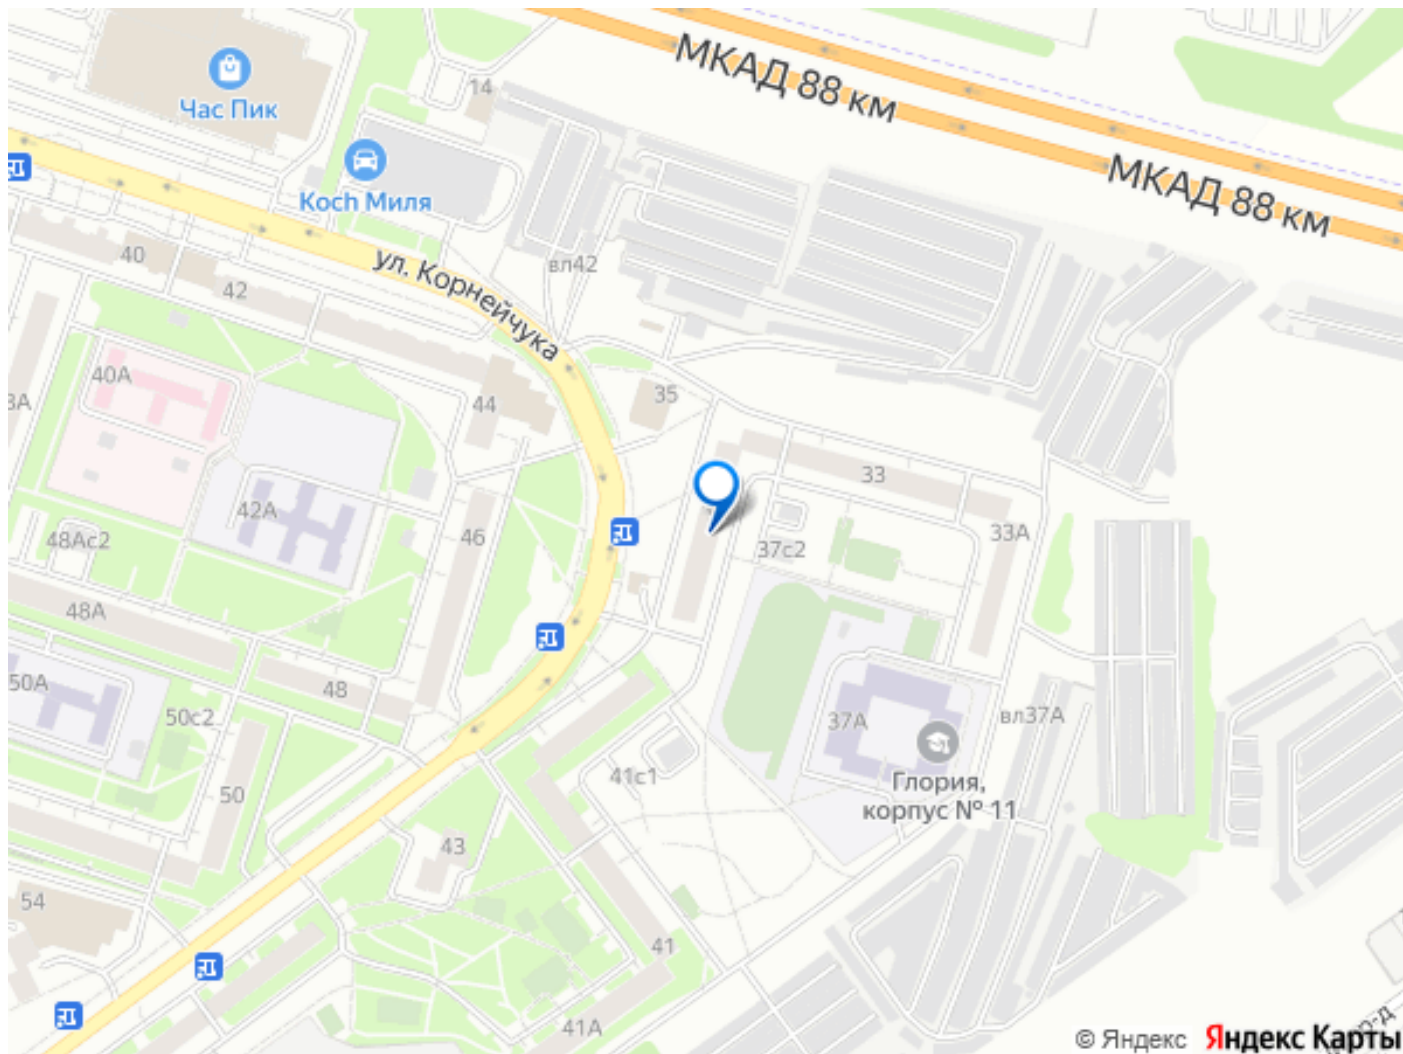 МКАД 88 км
14
Час Пик
МКАД 88 км
Koch Миля
ул. Корнейчука
40
вл42
42
40А
35
3А
44
33
42А
46
33А
48Ас2
37с2
48А
50А
48
50с2
37А
вл37А
Глория,
корпус № 11
41с1
50
43
54
41
41А
р-д
© Яндекс
Яндекс Карты